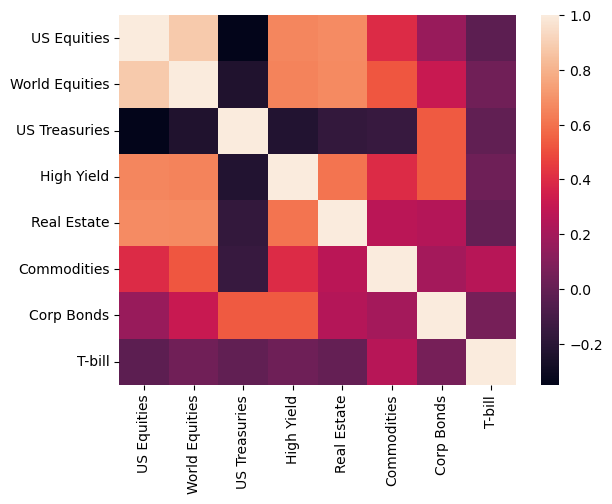 US Equities
World Equities
US Treasuries
High Yield
Real Estate
Commodities
Corp Bonds
T-bill
US Equities
World Equities
US Treasuries
High Yield
Real Estate
Commodities
Corp Bonds
T-bill
1.0
0.8
0.6
0.4
0.2
0.0
−0.2